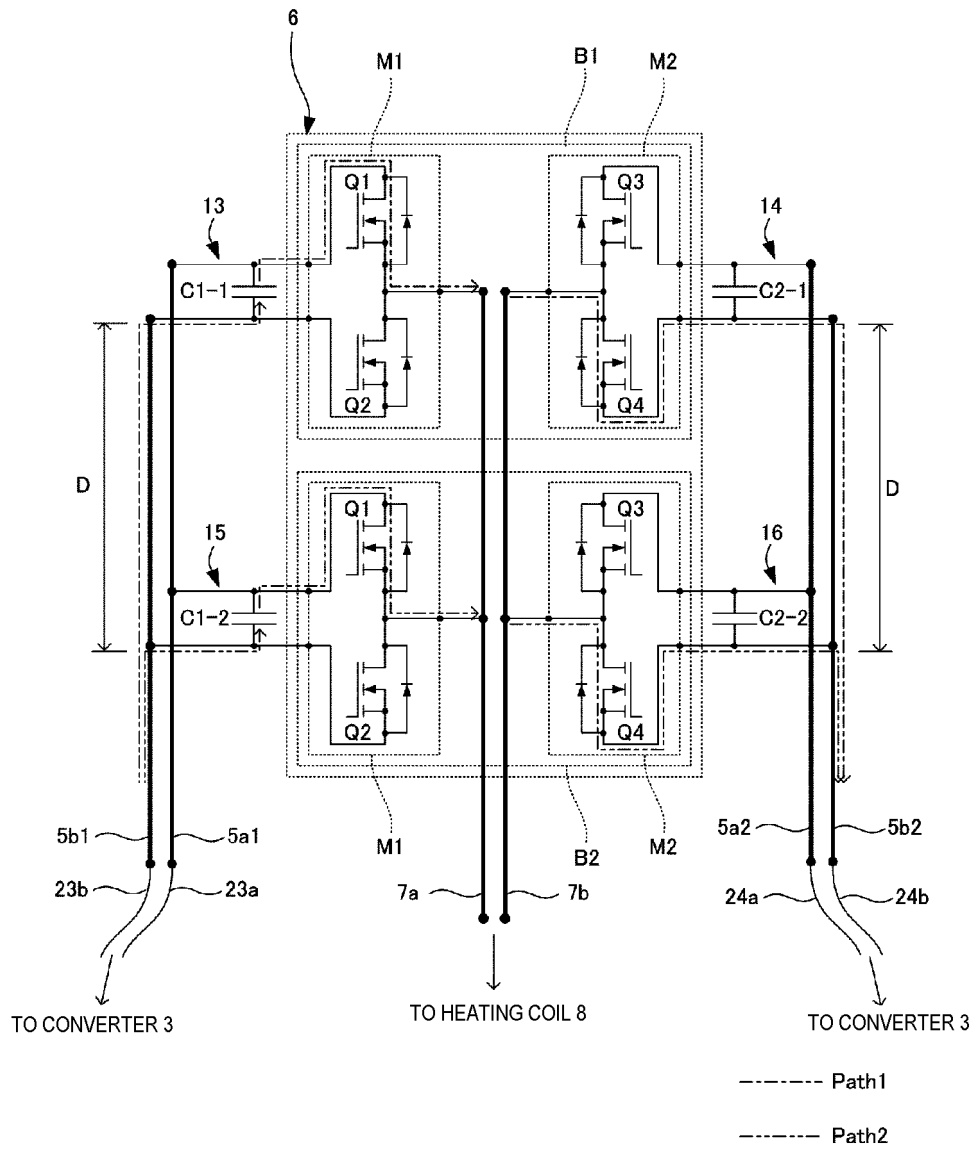 6
M1
B1
M2
Q1
Q3
13
14
C1-1
C2-1
Q2
Q4
D
D
Q1
Q3
15
16
C1-2
C2-2
Q2
Q4
5b1
5a1
M1
B2
M2
5a2
5b2
23b
23a
7a
7b
24a
24b
TO CONVERTER 3
TO HEATING COIL 8
TO CONVERTER 3
Path1
Path2